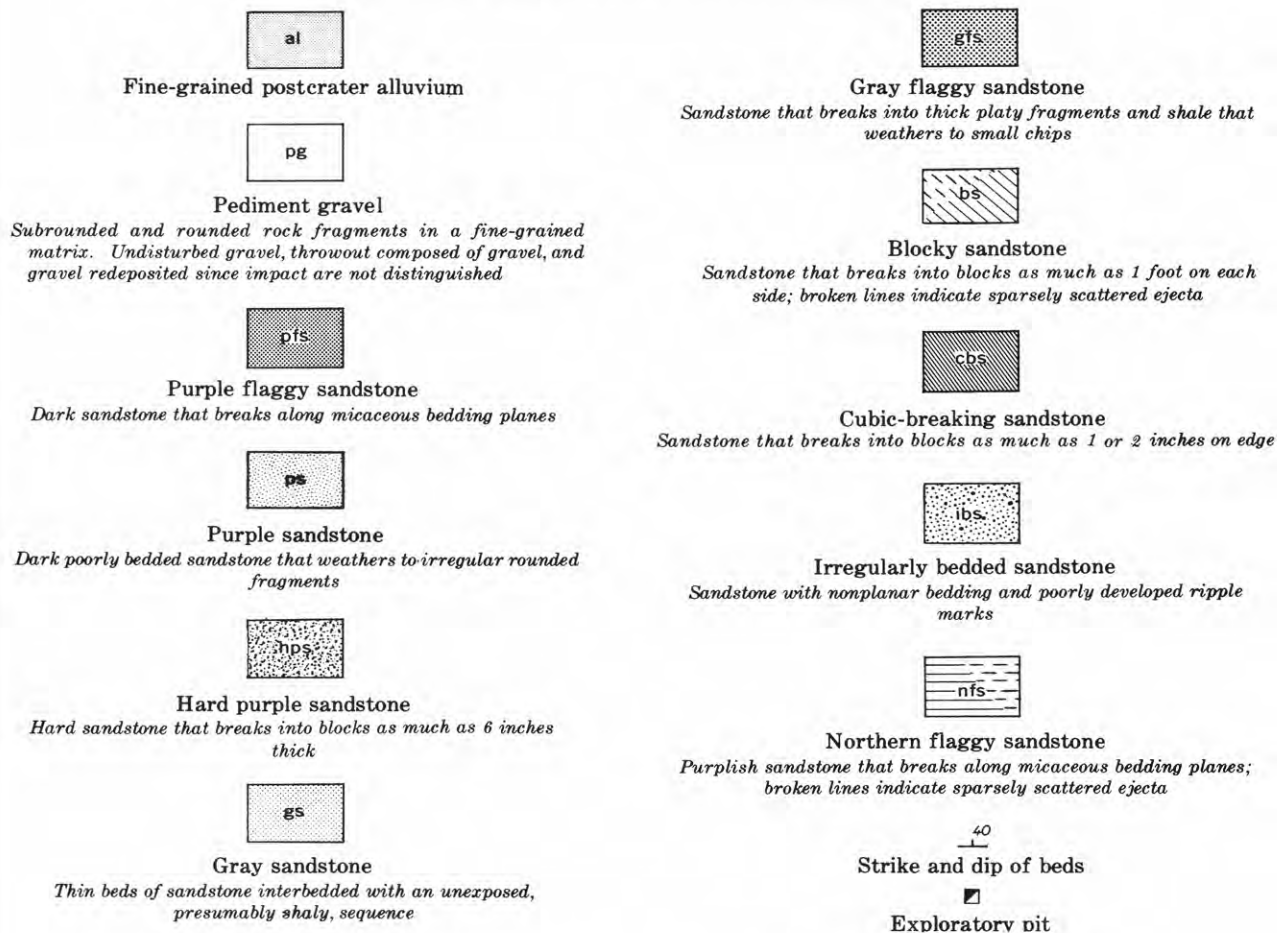 al
Fine-grained postcrater alluvium
pg
Pediment gravel
Subrounded and rounded rock fragments in a fine-grained
matrix. Undisturbed gravel, throwout composed of gravel, and
gravel redeposited since impact are not distinguished
pfs
Purple flaggy sandstone
Dark sandstone that breaks along micaceous bedding planes
ps
Purple sandstone
Dark poorly bedded sandstone that weathers to irregular rounded
fragments
hps
Hard purple sandstone
Hard sandstone that breaks into blocks as much as 6 inches
thick
gs
Gray sandstone
Thin beds of sandstone interbedded with an unexposed,
presumably shaly, sequence
gfs
Gray flaggy sandstone
Sandstone that breaks into thick platy fragments and shale that
weathers to small chips
bs
Blocky sandstone
Sandstone that breaks into blocks as much as 1 foot on each
side; broken lines indicate sparsely scattered ejecta
cbs
Cubic-breaking sandstone
Sandstone that breaks into blocks as much as 1 or 2 inches on edge
ibs
Irregularly bedded sandstone
Sandstone with nonplanar bedding and poorly developed ripple
marks
nfs
Northern flaggy sandstone
Purplish sandstone that breaks along micaceous bedding planes;
broken lines indicate sparsely scattered ejecta
40
Strike and dip of beds
Exploratory pit